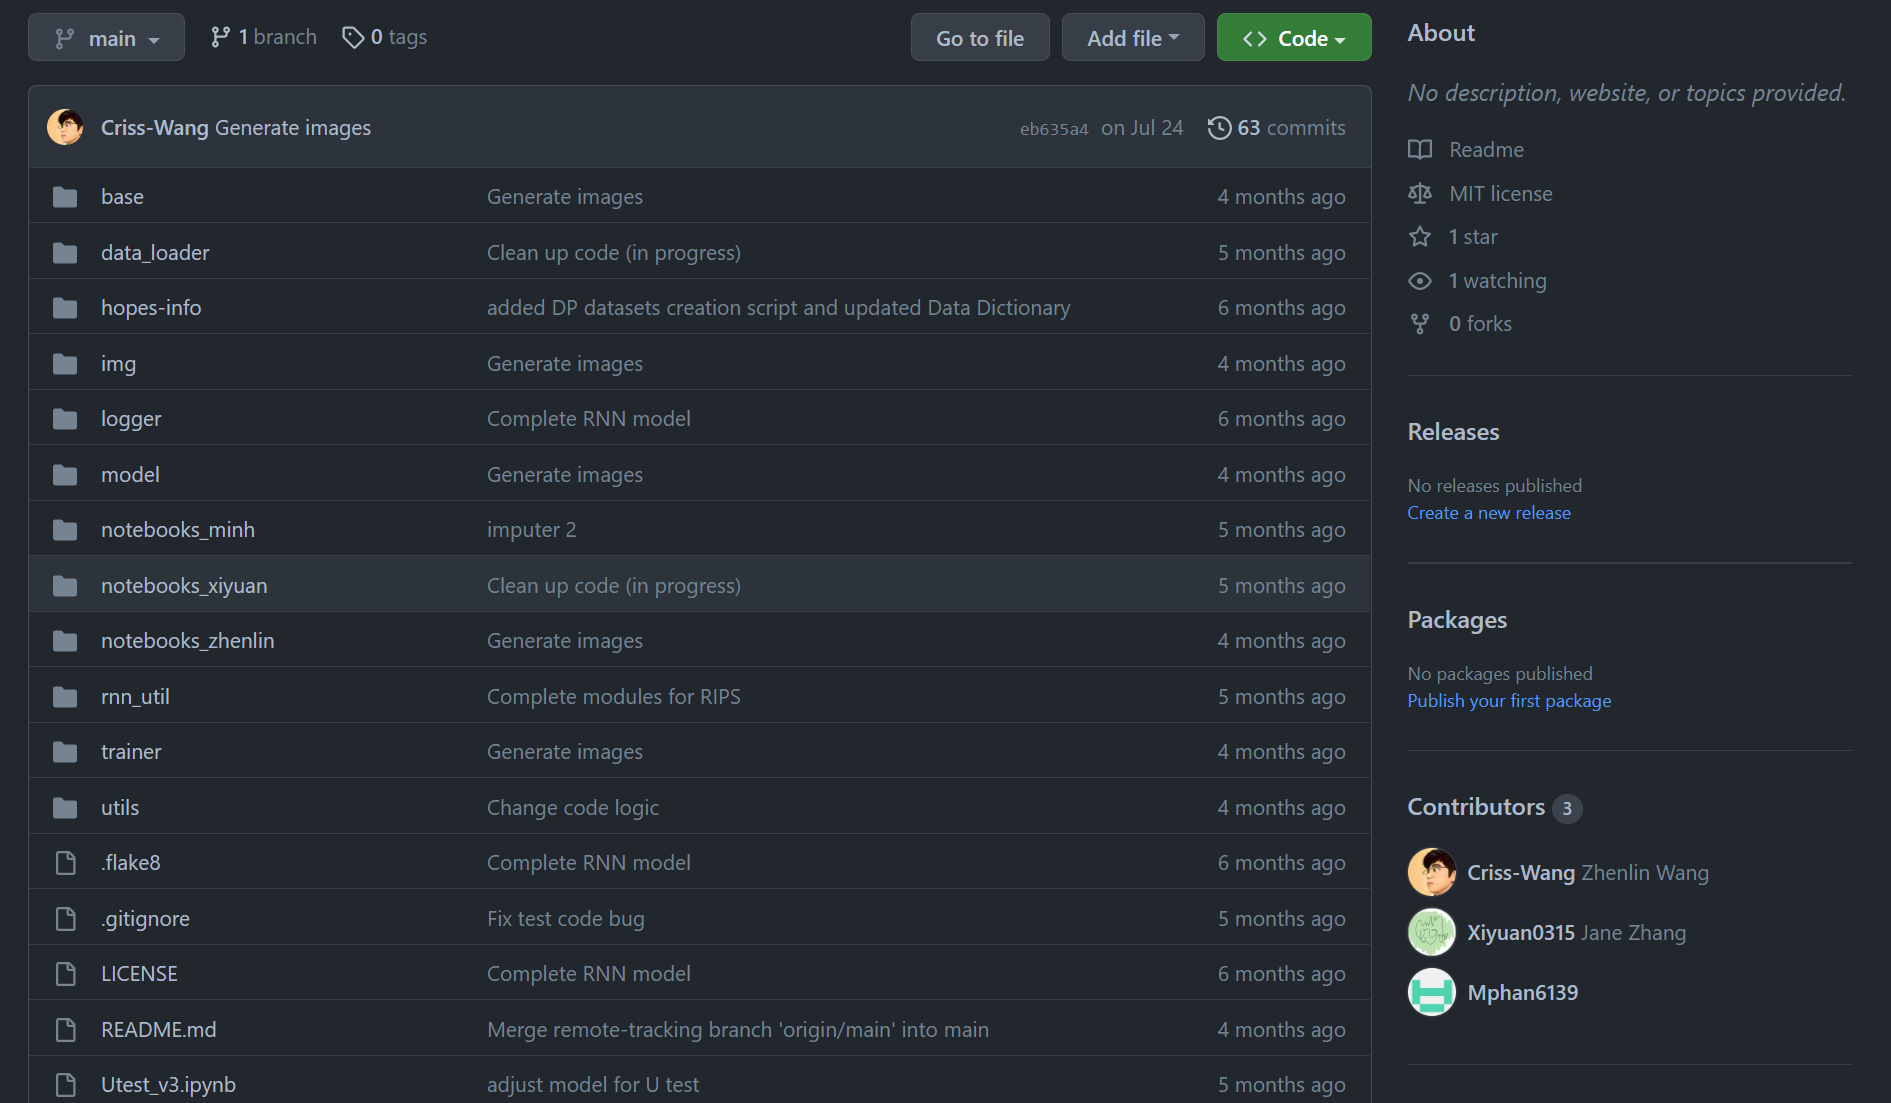 main
1 branch
0 tags
Go to file
Add file
Code
Criss-Wang Generate images
eb635a4 on Jul 24
63 commits
base Generate images 4 months ago
data_loader Clean up code (in progress) 5 months ago
hopes-info added DP datasets creation script and updated Data Dictionary 6 months ago
img Generate images 4 months ago
logger Complete RNN model 6 months ago
model Generate images 4 months ago
notebooks_minh imputer 2 5 months ago
notebooks_xiyuan Clean up code (in progress) 5 months ago
notebooks_zhenlin Generate images 4 months ago
rnn_util Complete modules for RIPS 5 months ago
trainer Generate images 4 months ago
utils Change code logic 4 months ago
.flake8 Complete RNN model 6 months ago
.gitignore Fix test code bug 5 months ago
LICENSE Complete RNN model 6 months ago
README.md Merge remote-tracking branch 'origin/main' into main 4 months ago
Utest_v3.ipynb adjust model for U test 5 months ago
About
No description, website, or topics provided.
Readme
MIT license
1 star
1 watching
0 forks
Releases
No releases published
Create a new release
Packages
No packages published
Publish your first package
Contributors 3
Criss-Wang Zhenlin Wang
Xiyuan0315 Jane Zhang
Mphan6139